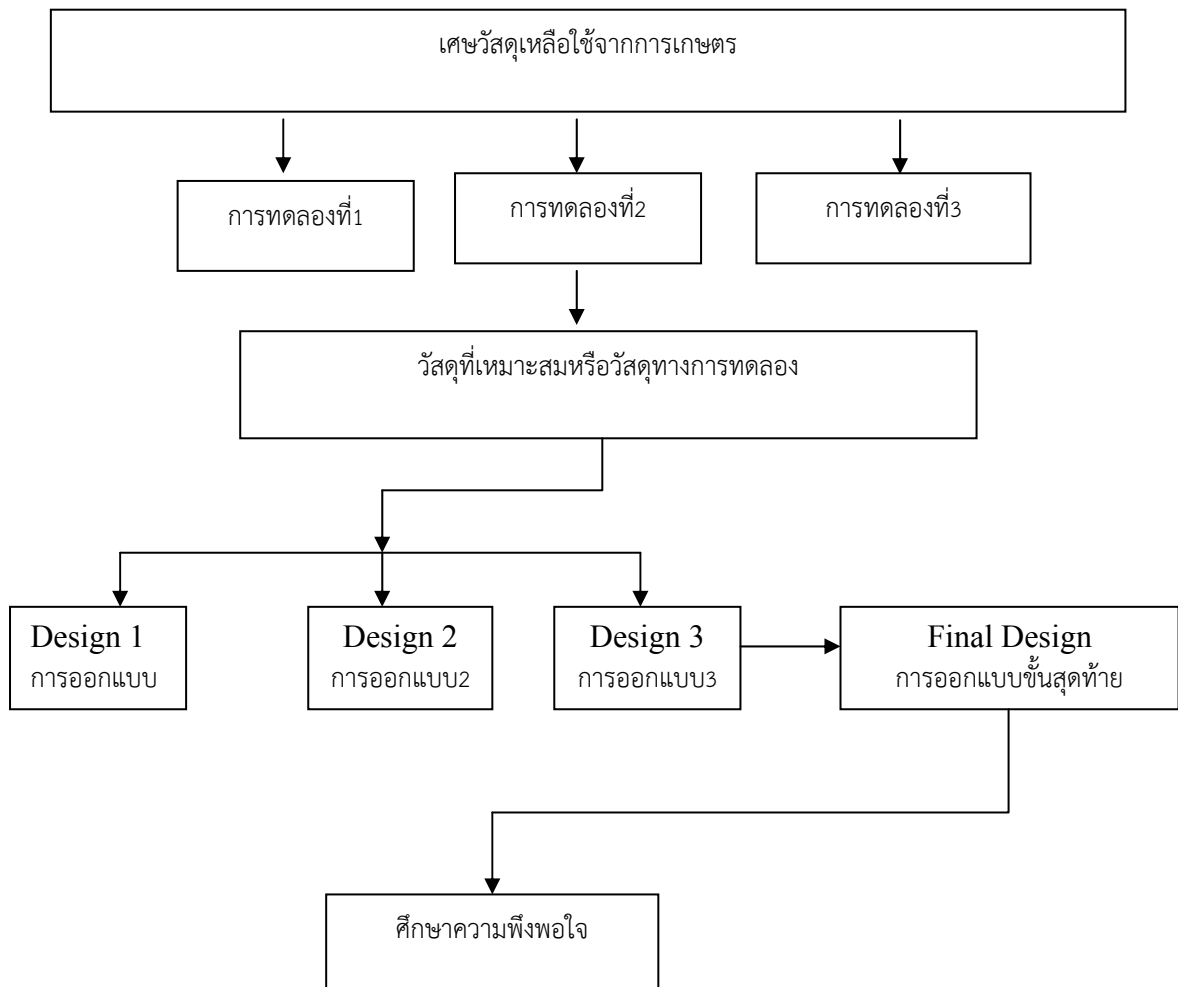 เศษวัสดุเหลือใช้จากการเกษตร
การทดลองที่1
การทดลองที่2
การทดลองที่3
วัสดุที่เหมาะสมหรือวัสดุทางการทดลอง
Design 1
การออกแบบ
Design 2
การออกแบบ2
Design 3
การออกแบบ3
Final Design
การออกแบบขั้นสุดท้าย
ศึกษาความพึงพอใจ